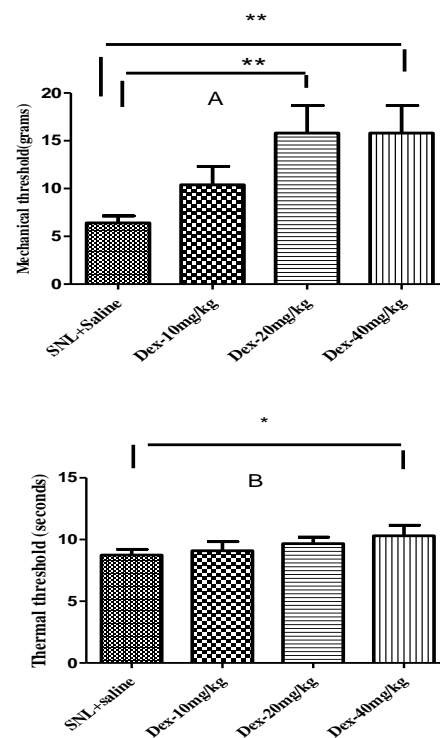 **
**
A
Mechanical threshold(grams)
20
15
10
5
0
SNL+Saline
Dex-10mg/kg
Dex-20mg/kg
Dex-40mg/kg
*
B
Thermal threshold (seconds)
15
10
5
0
SNL+saline
Dex-10mg/kg
Dex-20mg/kg
Dex-40mg/kg